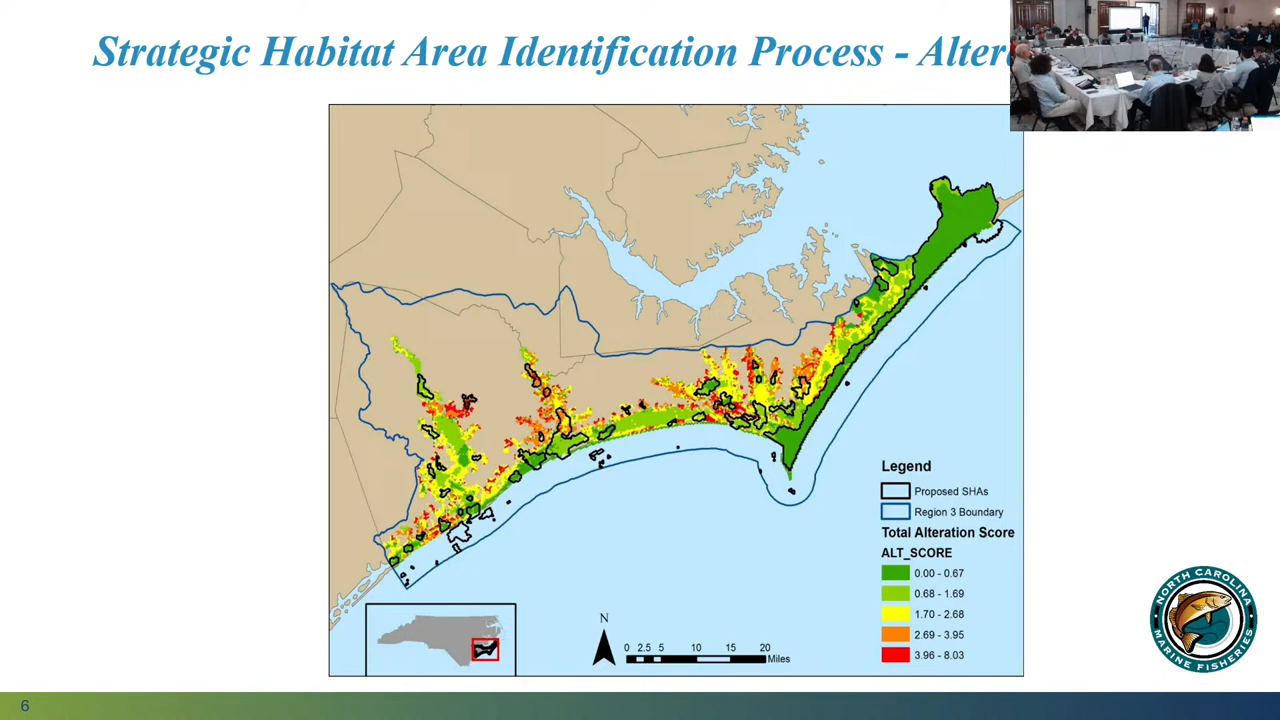 Strategic Habitat Area Identification Process - Altera
Legend
Proposed SHAs
Region 3 Boundary
Total Alteration Score
ALT_SCORE
0.00 - 0.67
0.68 - 1.69
1.70 - 2.68
2.69 - 3.95
3.96 - 8.03
N
0 2.5 5 10 15 20
Miles
NORTH CAROLINA
MARINE FISHERIES
6